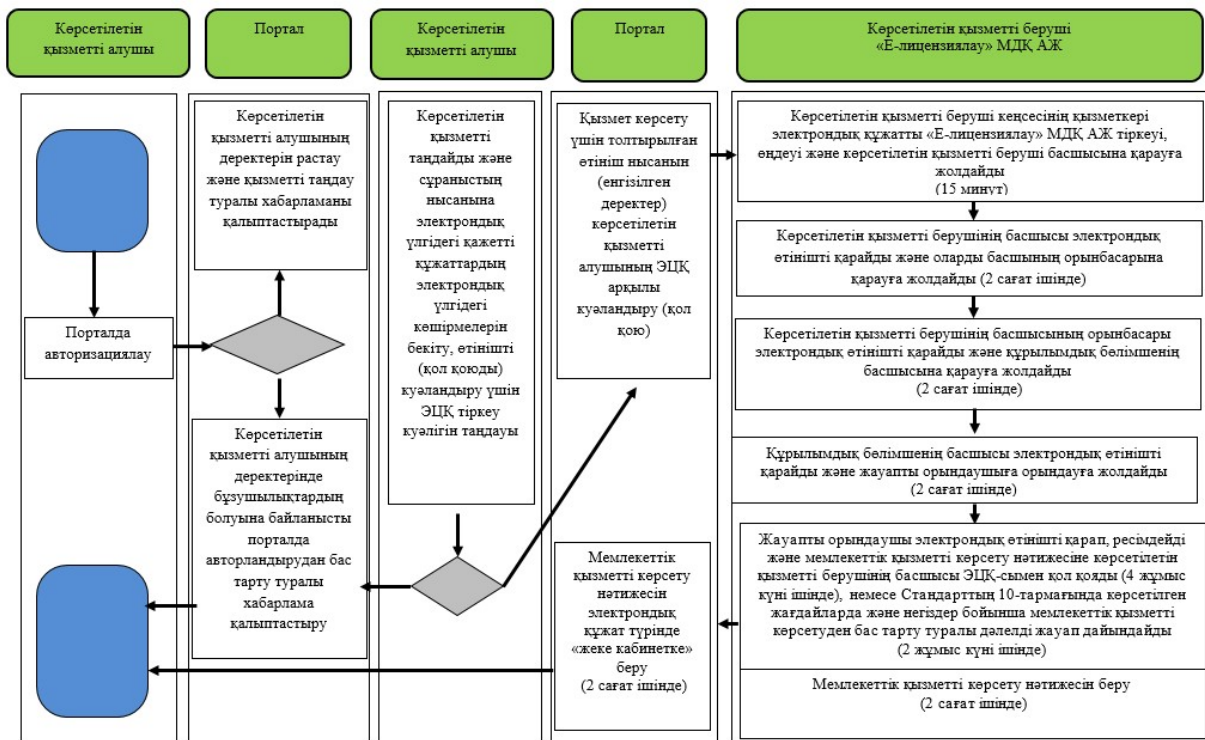 Көрсетілетін
қызметті алушы
Портал
Көрсетілетін
қызметті алушы
Портал
Көрсетілетін қызметті беруші
«Е-лицензиялау» МДҚ АЖ
Порталда
авторизациялау
Көрсетілетін
қызметті алушының
деректерін растау
және қызметті таңдау
туралы хабарламаны
қалыптастырады
Көрсетілетін
қызметті алушының
деректерінде
бұзушылықтардың
болуына байланысты
порталда
авторландырудан бас
тарту туралы
хабарлама
қалыптастыру
Көрсетілетін
қызметті
таңдайды және
сұраныстың
нысанына
электрондық
үлгідегі қажетті
құжаттардың
электрондық
үлгідегі
көшірмелерін
бекіту, өтінішті
(қол қоюды)
куәландыру үшін
ЭЦҚ тіркеу
куәлігін таңдауы
Қызмет көрсету
үшін толтырылған
өтініш нысанын
(енгізілген
деректер)
көрсетілетін
қызметті
алушының ЭЦҚ
арқылы
куәландыру (қол
қою)
Мемлекеттік
қызметті көрсету
нәтижесін
электрондық
құжат түрінде
«жеке кабинетке»
беру
(2 сағат ішінде)
Көрсетілетін қызметті беруші кеңсесінің қызметкері
электрондық құжатты «Е-лицензиялау» МДҚ АЖ тіркеуі,
өңдеуі және көрсетілетін қызметті беруші басшысына қарауға
жолдайды
(15 минут)
Көрсетілетін қызметті берушінің басшысы электрондық
өтінішті қарайды және оларды басшының орынбасарына
қарауға жолдайды (2 сағат ішінде)
Көрсетілетін қызметті берушінің басшысының орынбасары
электрондық өтінішті қарайды және құрылымдық бөлімшенің
басшысына қарауға жолдайды
(2 сағат ішінде)
Құрылымдық бөлімшенің басшысы электрондық өтінішті
қарайды және жауапты орындаушыға орындауға жолдайды
(2 сағат ішінде)
Жауапты орындаушы электрондық өтінішті қарап, ресімдейді
және мемлекеттік қызметті көрсету нәтижесіне көрсетілетін
қызметті берушінің басшысы ЭЦҚ-сымен қол қояды (4 жұмыс
күні ішінде), немесе Стандарттың 10-тармағында көрсетілген
жағдайларда және негіздер бойынша мемлекеттік қызметті
көрсетуден бас тарту туралы дәлелді жауап дайындайды
(2 жұмыс күні ішінде)
Мемлекеттік қызметті көрсету нәтижесін беру
(2 сағат ішінде)